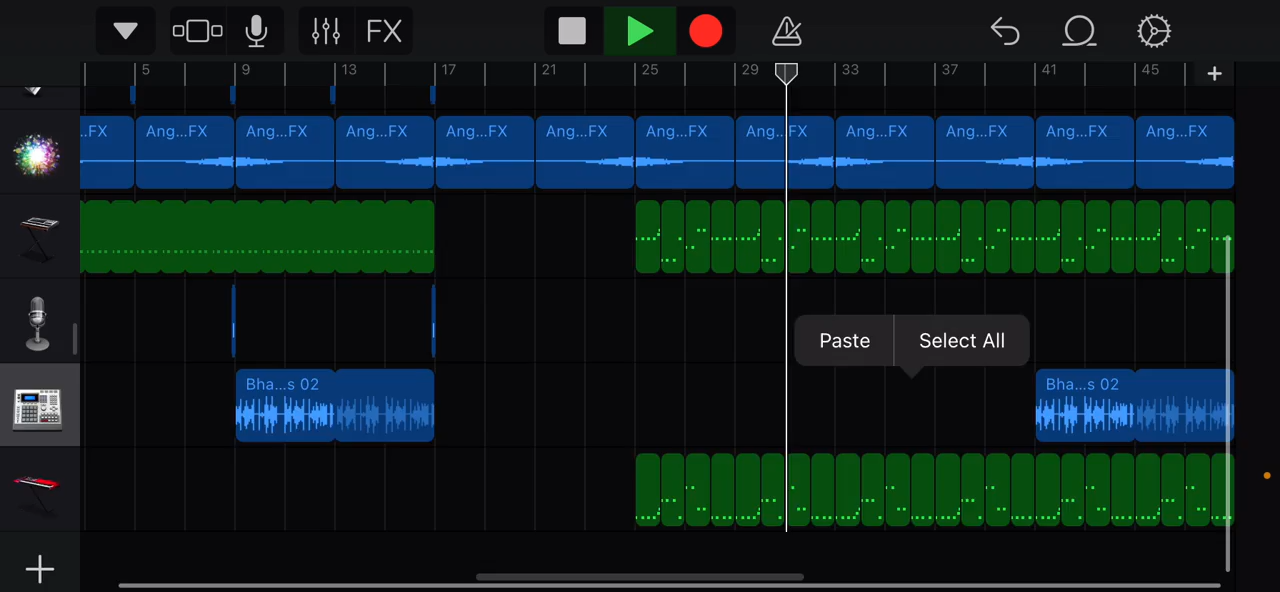 FX
5 9 13 17 21 25 29 33 37 41 45 +
..FX Ang...FX Ang...FX Ang...FX Ang...FX Ang...FX Ang...FX Ang...FX Ang...FX Ang...FX Ang...FX Ang...FX
Paste Select All
Bha...s 02 Bha...s 02